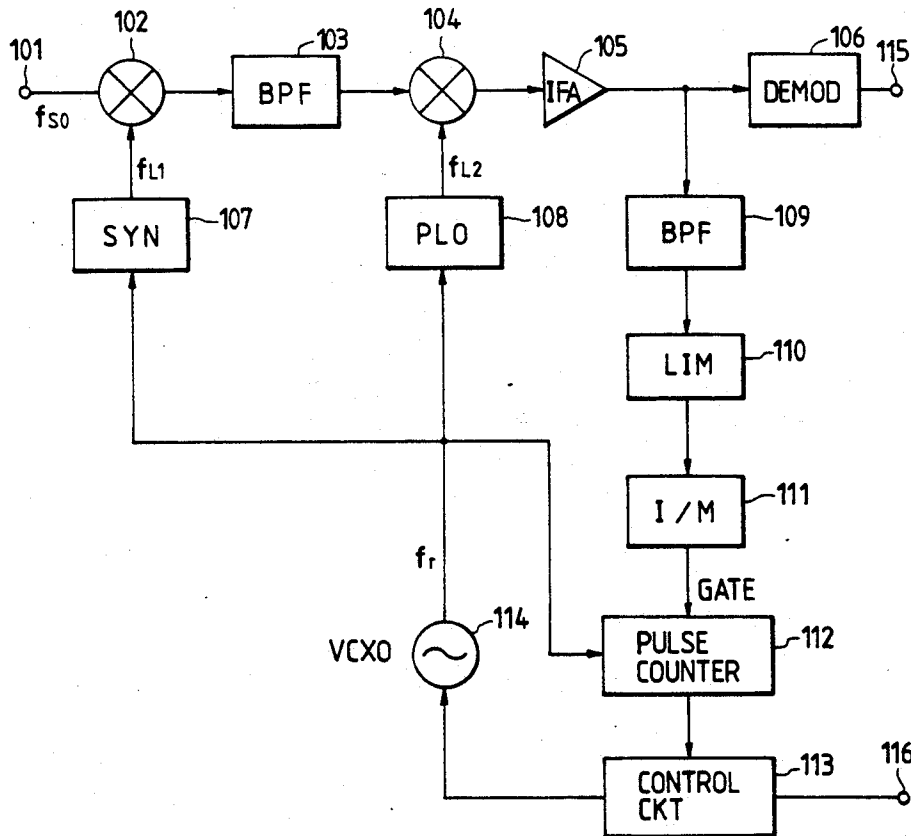 101
102
103
104
105
106
115
BPF
IFA
DEMOD
fS0
fL1
fL2
SYN
107
PLO
108
BPF
109
LIM
110
I/M
111
fr
GATE
VCXO
114
PULSE
COUNTER
112
CONTROL
CKT
113
116